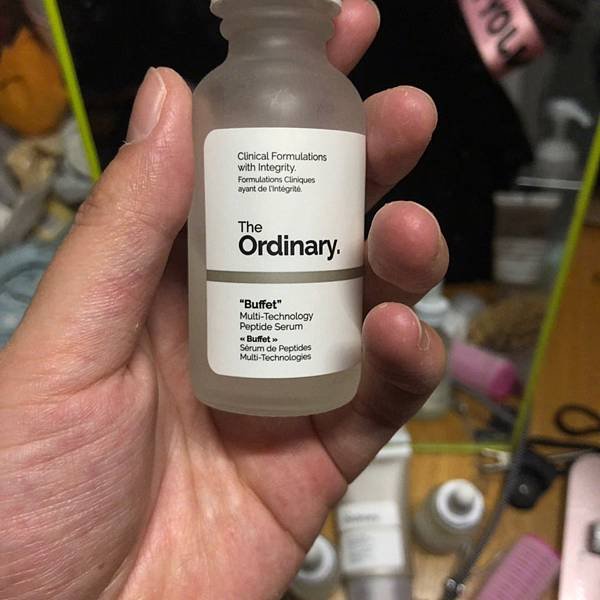 YOU
Clinical Formulations
with Integrity.
Formulations Cliniques
ayant de l'Intégrité.
The
Ordinary.
"Buffet"
Multi-Technology
Peptide Serum
« Buffet »
Sérum de Peptides
Multi-Technologies